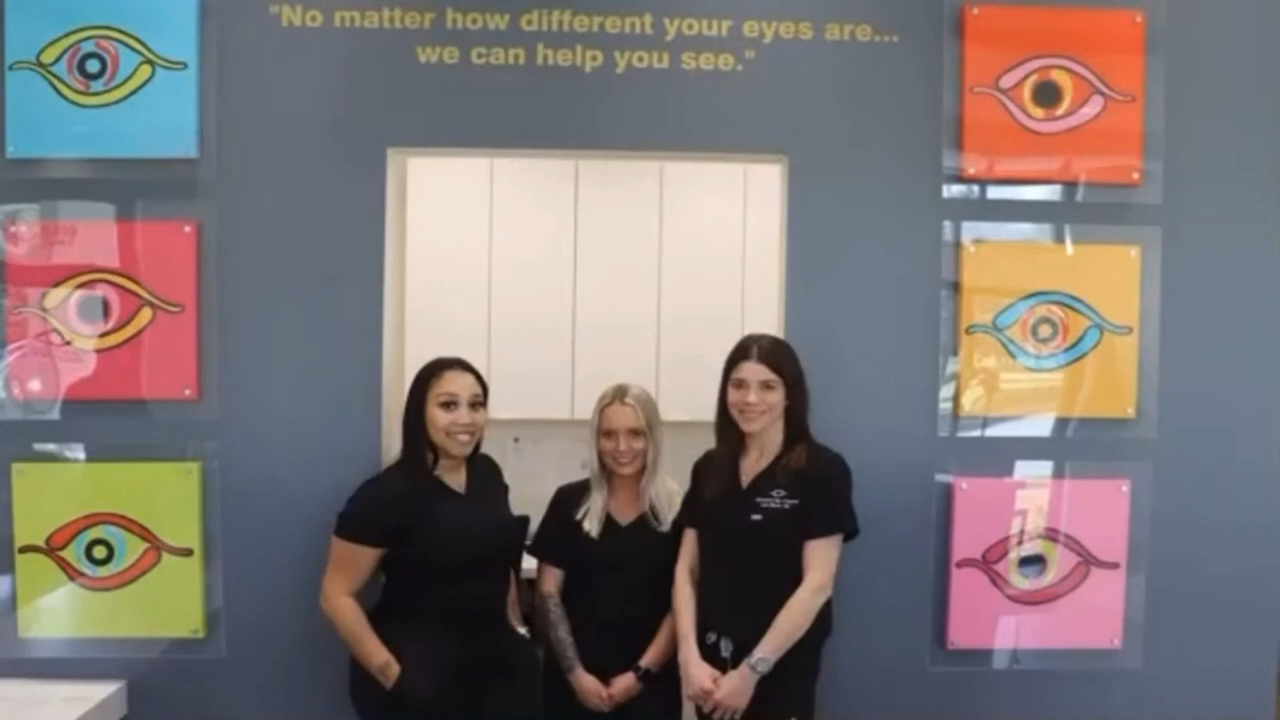 "No matter how different your eyes are...
we can help you see."